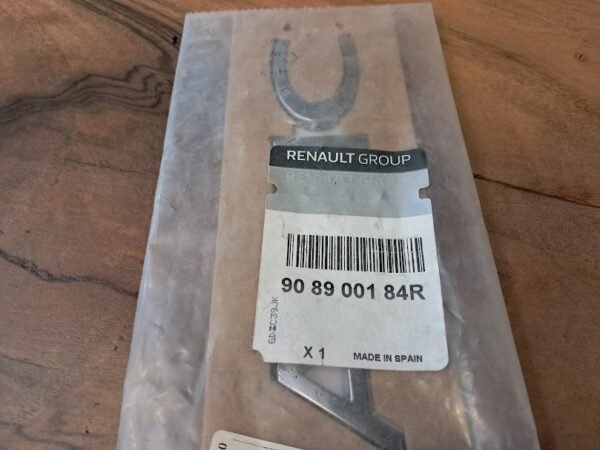 RENAULT GROUP
90 89 001 84R
X 1
MADE IN SPAIN